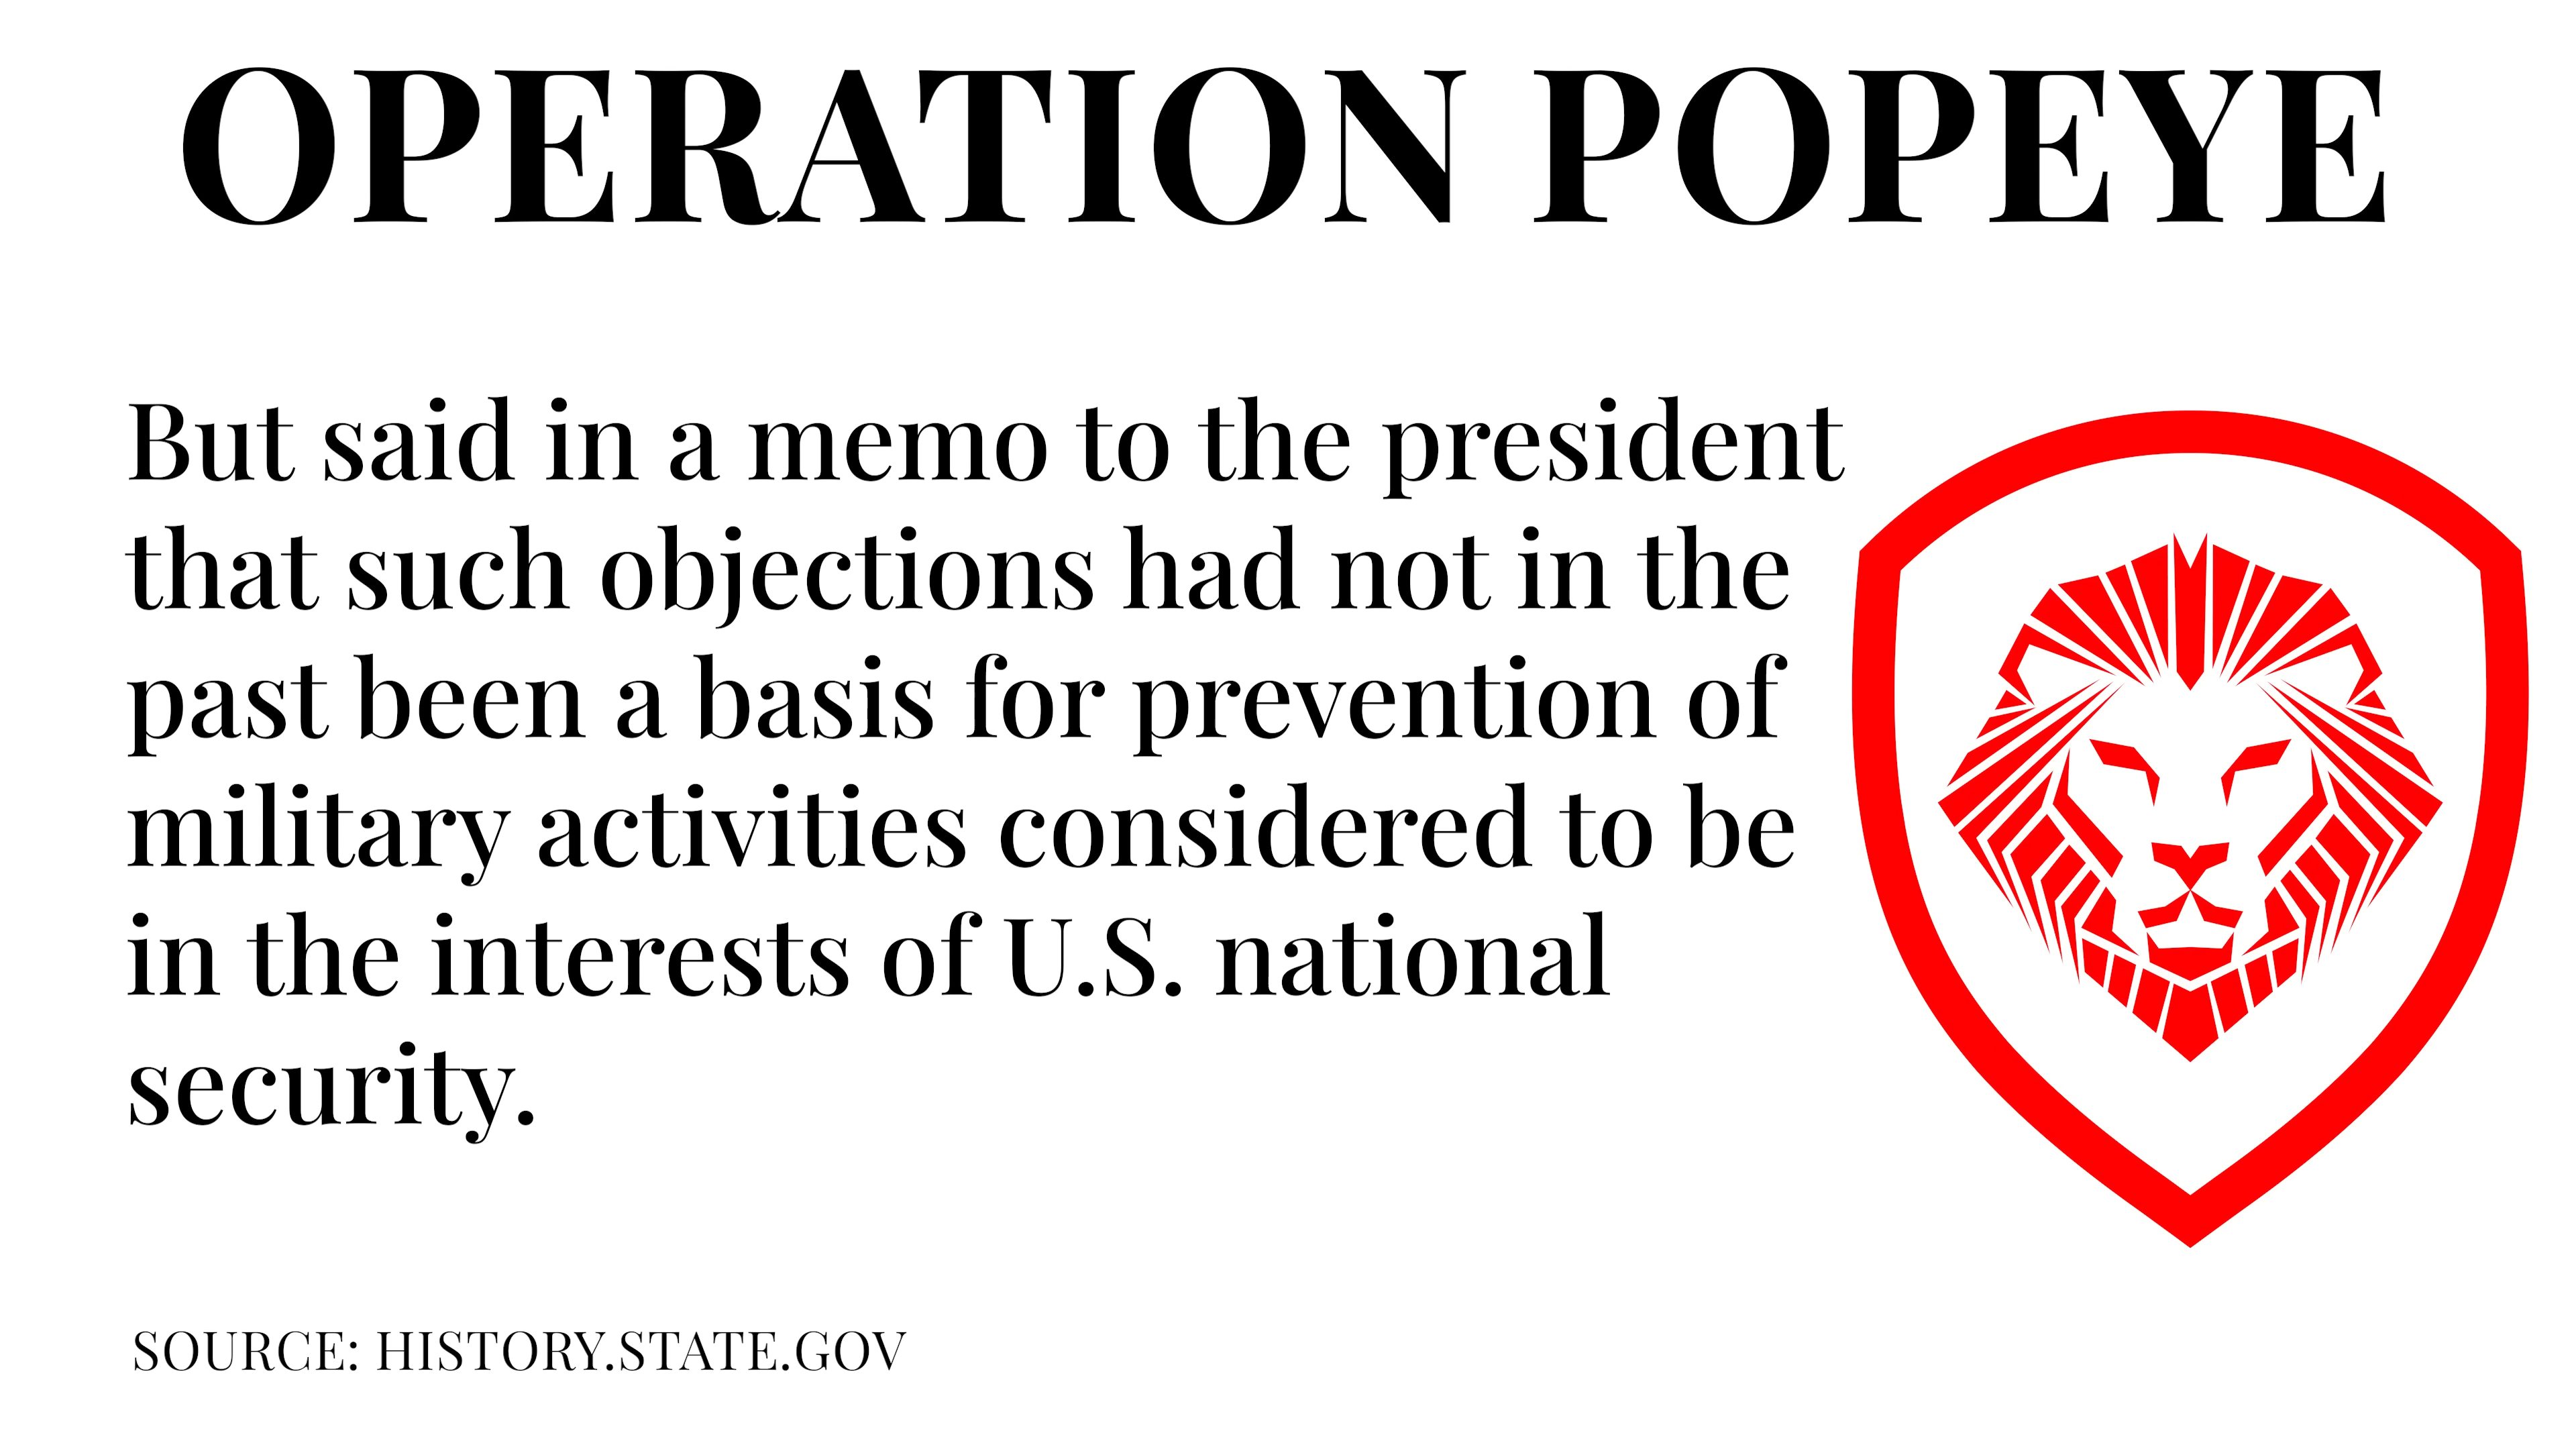 OPERATION POPEYE
But said in a memo to the president
that such objections had not in the
past been a basis for prevention of
military activities considered to be
in the interests of U.S. national
security.
SOURCE: HISTORY.STATE.GOV